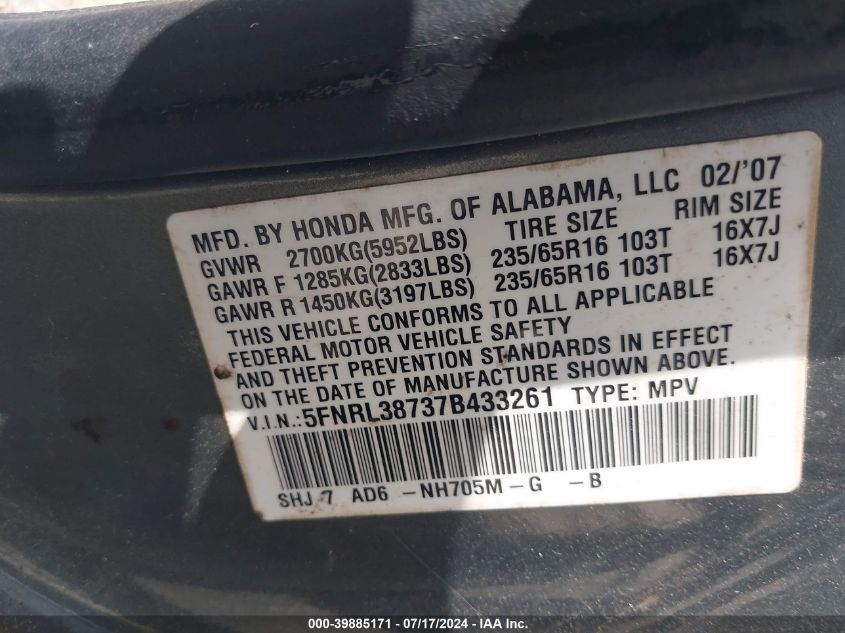 MFD. BY HONDA MFG. OF ALABAMA, LLC 02/'07
GVWR 2700KG(5952LBS) TIRE SIZE RIM SIZE
GAWR F 1285KG(2833LBS) 235/65R16 103T 16X7J
GAWR R 1450KG(3197LBS) 235/65R16 103T 16X7J
THIS VEHICLE CONFORMS TO ALL APPLICABLE
FEDERAL MOTOR VEHICLE SAFETY
AND THEFT PREVENTION STANDARDS IN EFFECT
ON THE DATE OF MANUFACTURE SHOWN ABOVE.
V.I.N.:5FNRL38737B433261 TYPE: MPV
SHJ 7 AD6 -NH705M-G -B
000-39885171 - 07/17/2024 - IAA Inc.